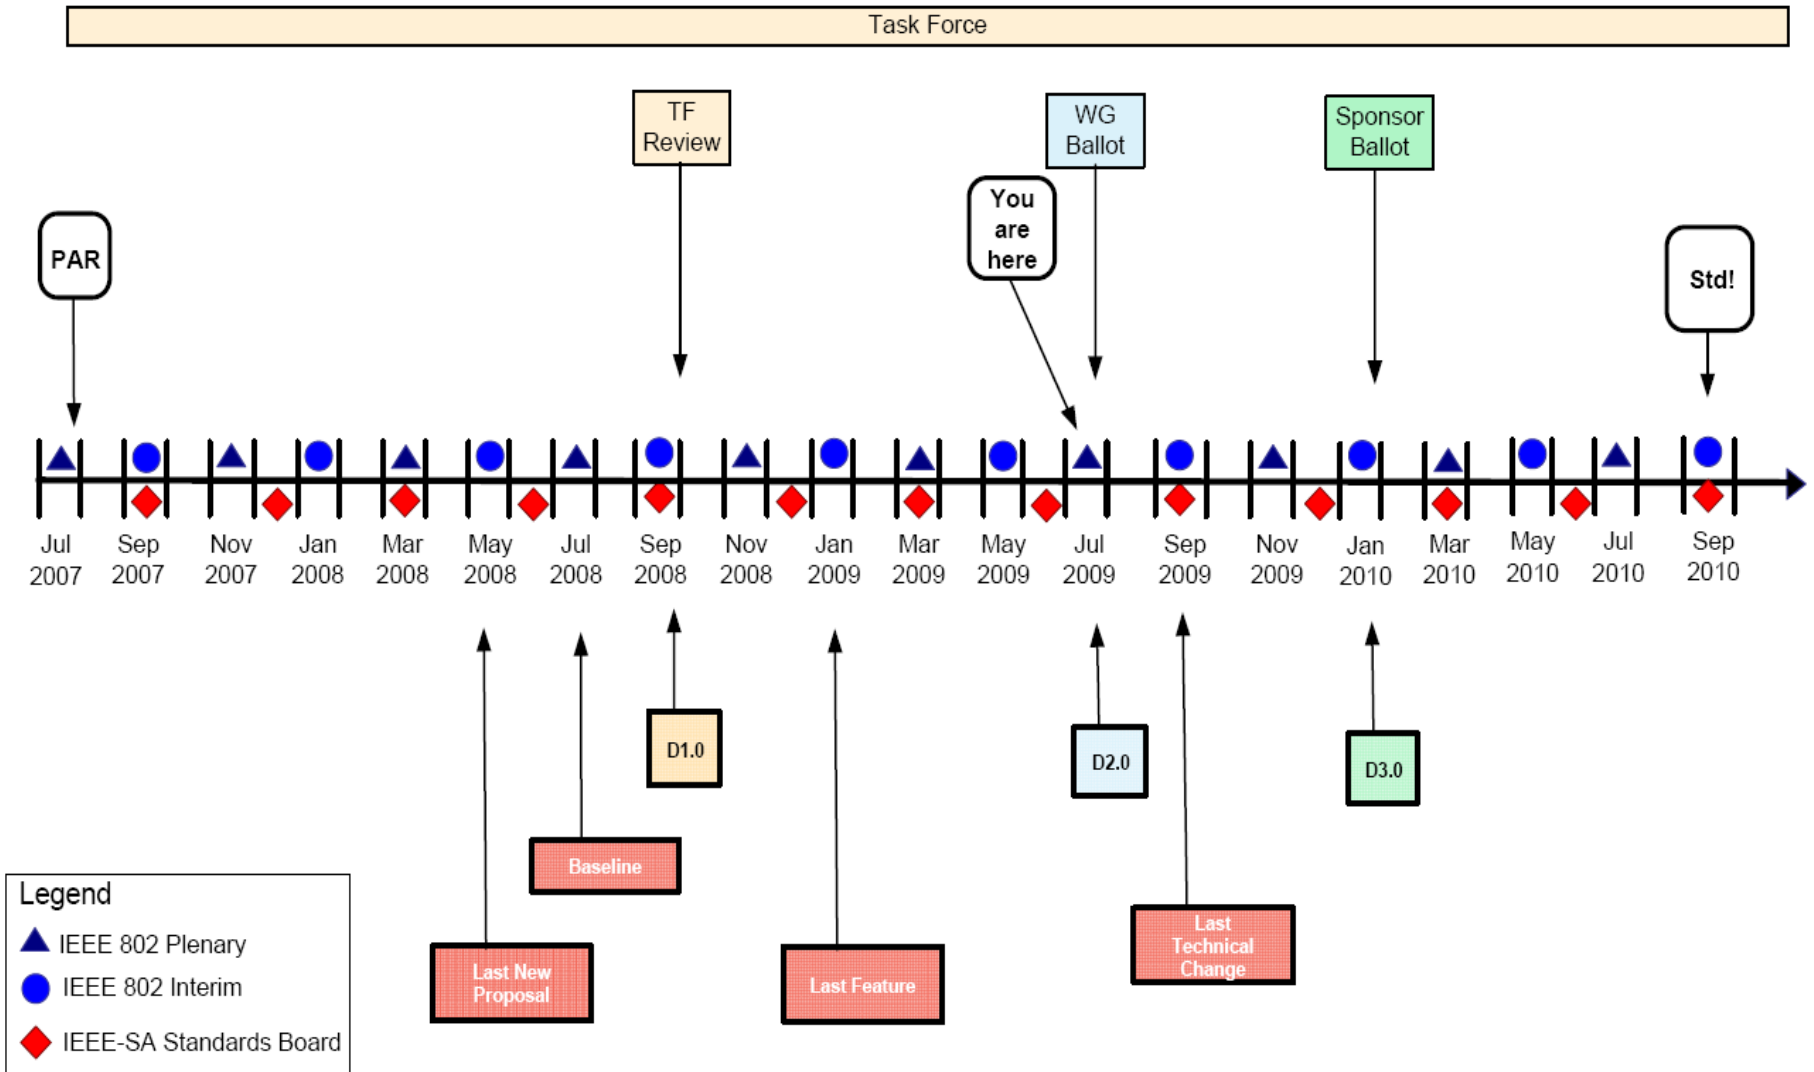 Task Force
TF
Review
WG
Ballot
Sponsor
Ballot
You
are
here
PAR
Std!
Jul
2007
Sep
2007
Nov
2007
Jan
2008
Mar
2008
May
2008
Jul
2008
Sep
2008
Nov
2008
Jan
2009
Mar
2009
May
2009
Jul
2009
Sep
2009
Nov
2009
Jan
2010
Mar
2010
May
2010
Jul
2010
Sep
2010
D1.0
D2.0
D3.0
Baseline
Last New
Proposal
Last Feature
Last
Technical
Change
Legend
IEEE 802 Plenary
IEEE 802 Interim
IEEE-SA Standards Board